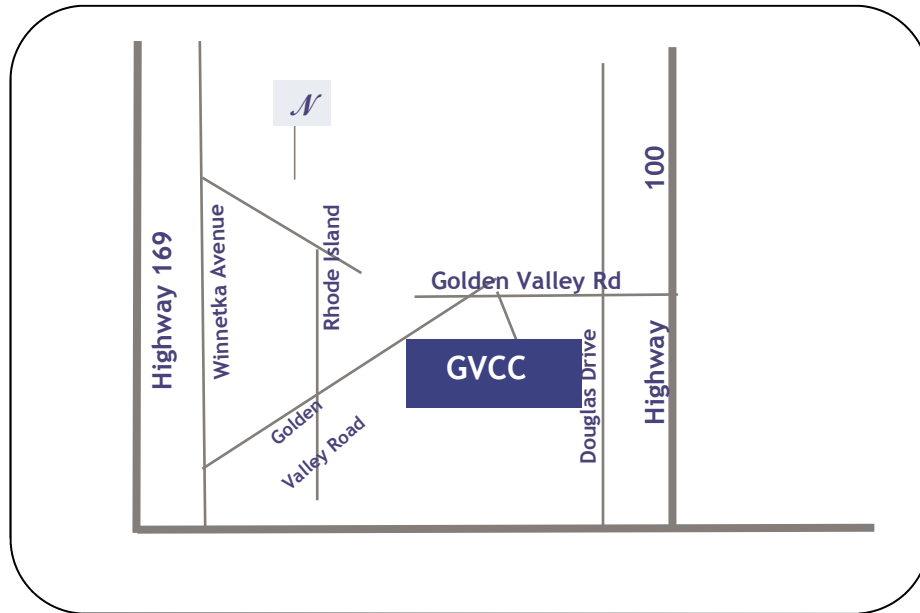 N
Highway 169
Winnetka Avenue
Rhode Island
Golden Valley Rd
100
Highway
GVCC
Douglas Drive
Golden
Valley Road